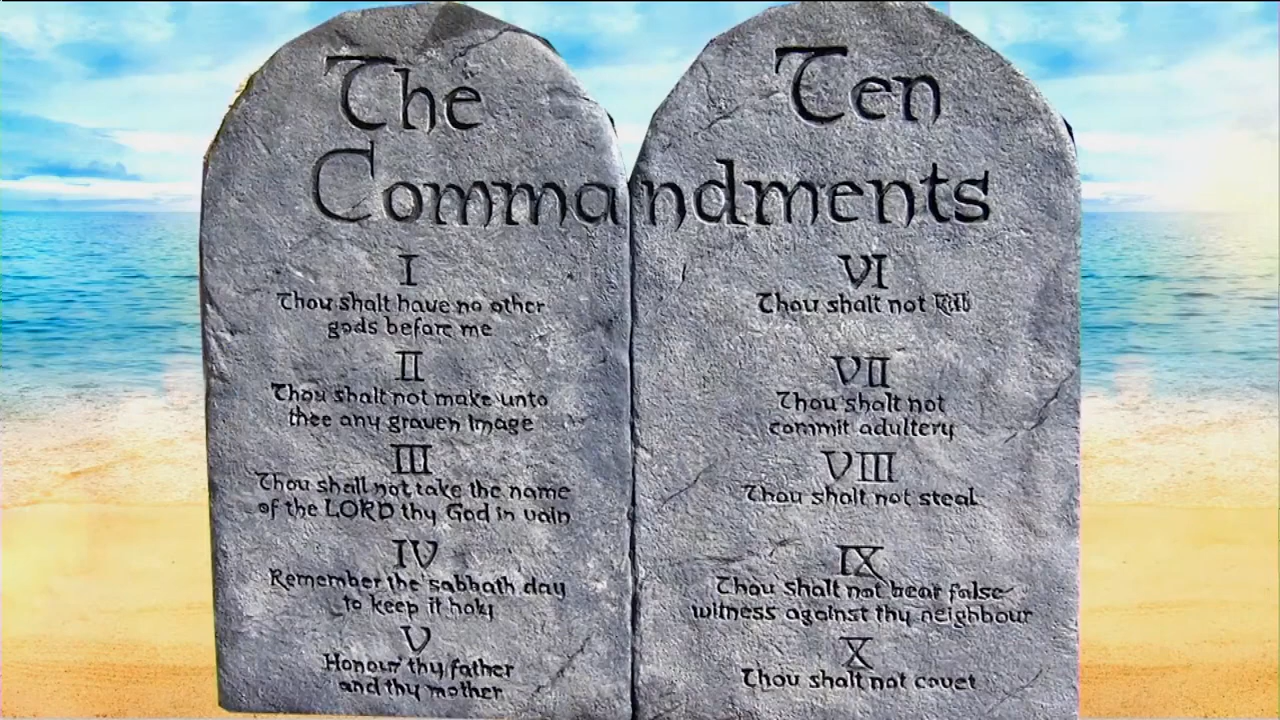 The Ten
Commandments
I
Thou shalt have no other
gods before me
II
Thou shalt not make unto
thee any graven image
III
Thou shall not take the name
of the LORD thy God in vain
IV
Remember the sabbath day
to keep it holy
V
Honour thy father
and thy mother
VI
Thou shalt not kill
VII
Thou shalt not
commit adultery
VIII
Thou shalt not steal
IX
Thou shalt not bear false
witness against thy neighbour
X
Thou shalt not covet